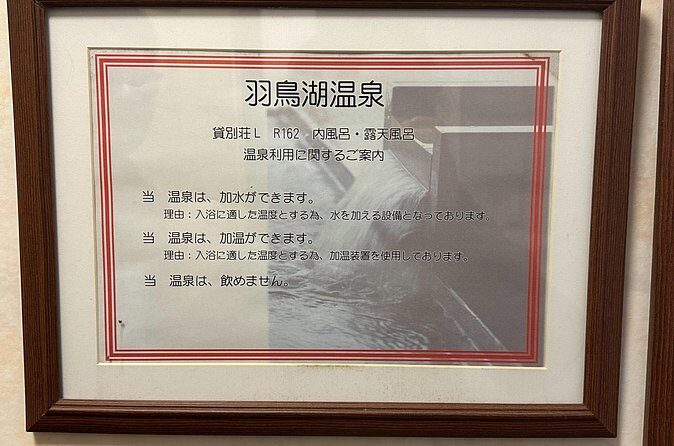 羽鳥湖温泉
貸別荘L R162 内風呂・露天風呂
温泉利用に関するご案内
当 温泉は、加水ができます。
理由：入浴に適した温度とする為、水を加える設備となっております。
当 温泉は、加温ができます。
理由：入浴に適した温度とする為、加温装置を使用しております。
当 温泉は、飲めません。